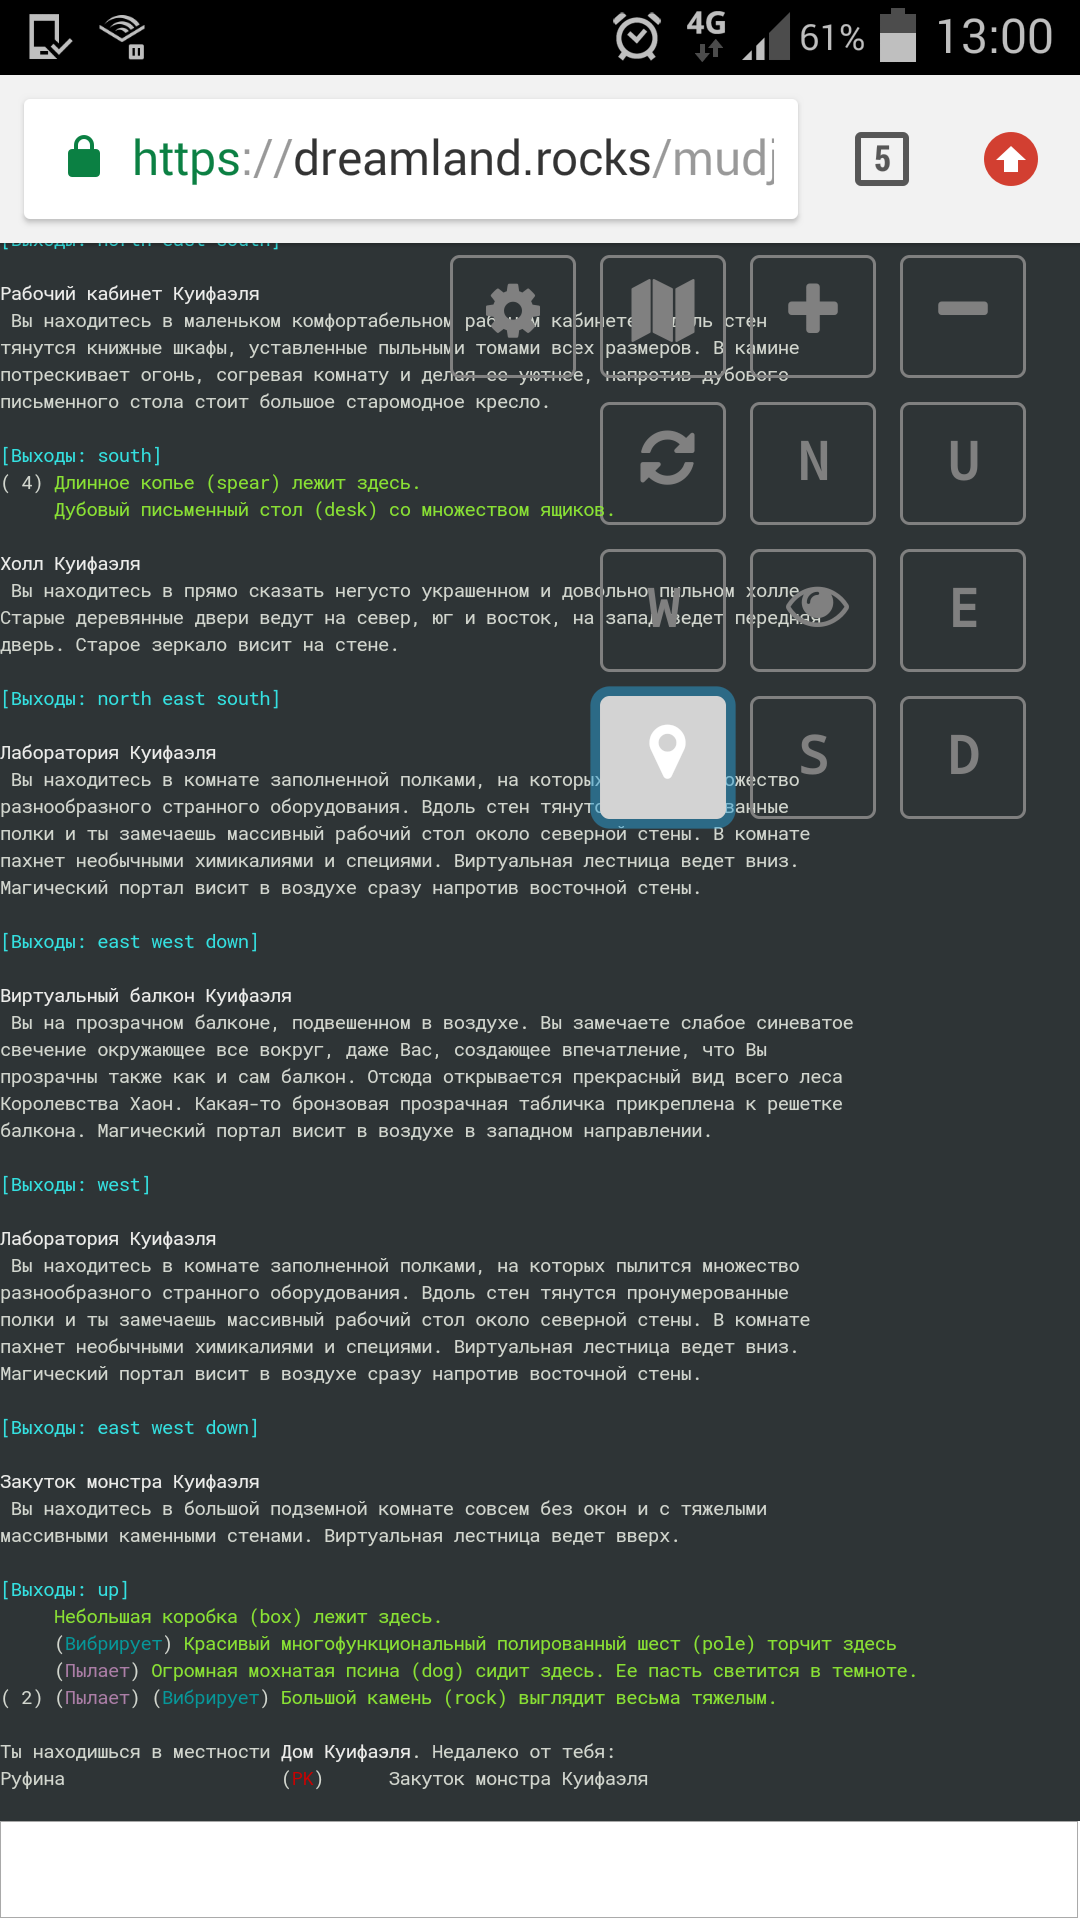 4G 61% 13:00
https://dreamland.rocks/mudj 5
[Выходы: north east south]
Рабочий кабинет Куифаэля
Вы находитесь в маленьком комфортабельном кабинете стен
тянутся книжные шкафы, уставленные пыльными томами всех размеров. В камине
потрескивает огонь, согревая комнату и делая ее уютнее, напротив дубового
письменного стола стоит большое старомодное кресло.
[Выходы: south]
( 4) Длинное копье (spear) лежит здесь.
Дубовый письменный стол (desk) со множеством ящиков.
N U
Холл Куифаэля
Вы находитесь в прямо сказать негусто украшенном и довольно пыльном холле
Старые деревянные двери ведут на север, юг и восток, на запад ведет передняя
дверь. Старое зеркало висит на стене.
W E
[Выходы: north east south]
Лаборатория Куифаэля
Вы находитесь в комнате заполненной полками, на
разнообразного странного оборудования. Вдоль стен
полки и ты замечаешь массивный рабочий стол около северной стены. В комнате
пахнет необычными химикалиями и специями. Виртуальная лестница ведет вниз.
Магический портал висит в воздухе сразу напротив восточной стены.
S D
[Выходы: east west down]
Виртуальный балкон Куифаэля
Вы на прозрачном балконе, подвешенном в воздухе. Вы замечаете слабое синеватое
свечение окружающее все вокруг, даже Вас, создающее впечатление, что Вы
прозрачны также как и сам балкон. Отсюда открывается прекрасный вид всего леса
Королевства Хаон. Какая-то бронзовая прозрачная табличка прикреплена к решетке
балкона. Магический портал висит в воздухе в западном направлении.
[Выходы: west]
Лаборатория Куифаэля
Вы находитесь в комнате заполненной полками, на которых пылится множество
разнообразного странного оборудования. Вдоль стен тянутся пронумерованные
полки и ты замечаешь массивный рабочий стол около северной стены. В комнате
пахнет необычными химикалиями и специями. Виртуальная лестница ведет вниз.
Магический портал висит в воздухе сразу напротив восточной стены.
[Выходы: east west down]
Закуток монстра Куифаэля
Вы находитесь в большой подземной комнате совсем без окон и с тяжелыми
массивными каменными стенами. Виртуальная лестница ведет вверх.
[Выходы: up]
Небольшая коробка (box) лежит здесь.
(Вибрирует) Красивый многофункциональный полированный шест (pole) торчит здесь
(Пылает) Огромная мохнатая псина (dog) сидит здесь. Ее пасть светится в темноте.
( 2) (Пылает) (Вибрирует) Большой камень (rock) выглядит весьма тяжелым.
Ты находишься в местности Дом Куифаэля. Недалеко от тебя:
Руфина (PK) Закуток монстра Куифаэля